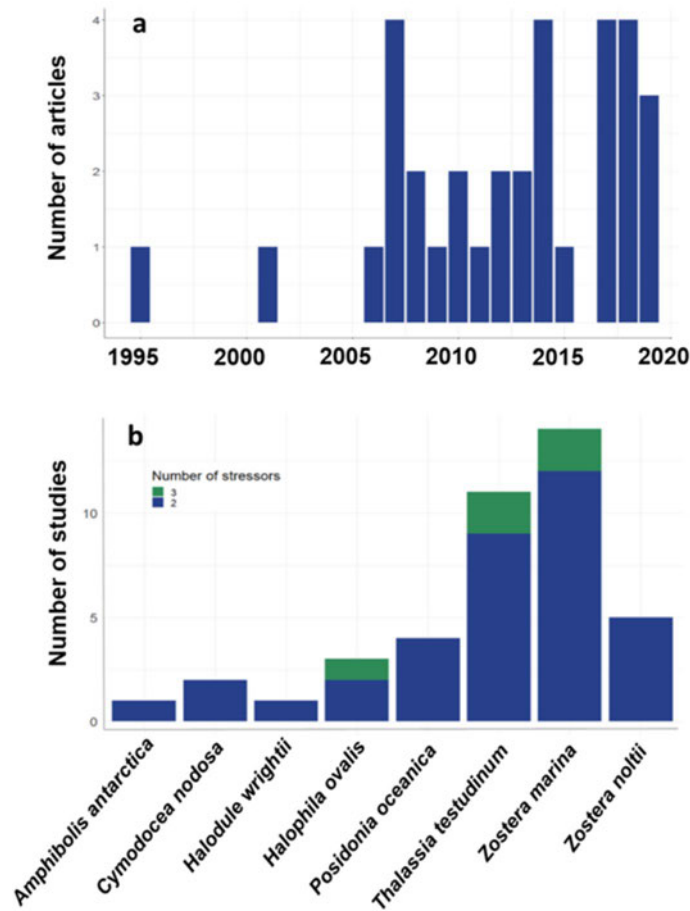 a
Number of articles
4
3
2
1
0
1995 2000 2005 2010 2015 2020
b
Number of studies
Number of stressors
3
2
10
5
0
Amphibolis antarctica
Cymodocea nodosa
Halodule wrightii
Halophila ovalis
Posidonia oceanica
Thalassia testudinum
Zostera marina
Zostera noltii